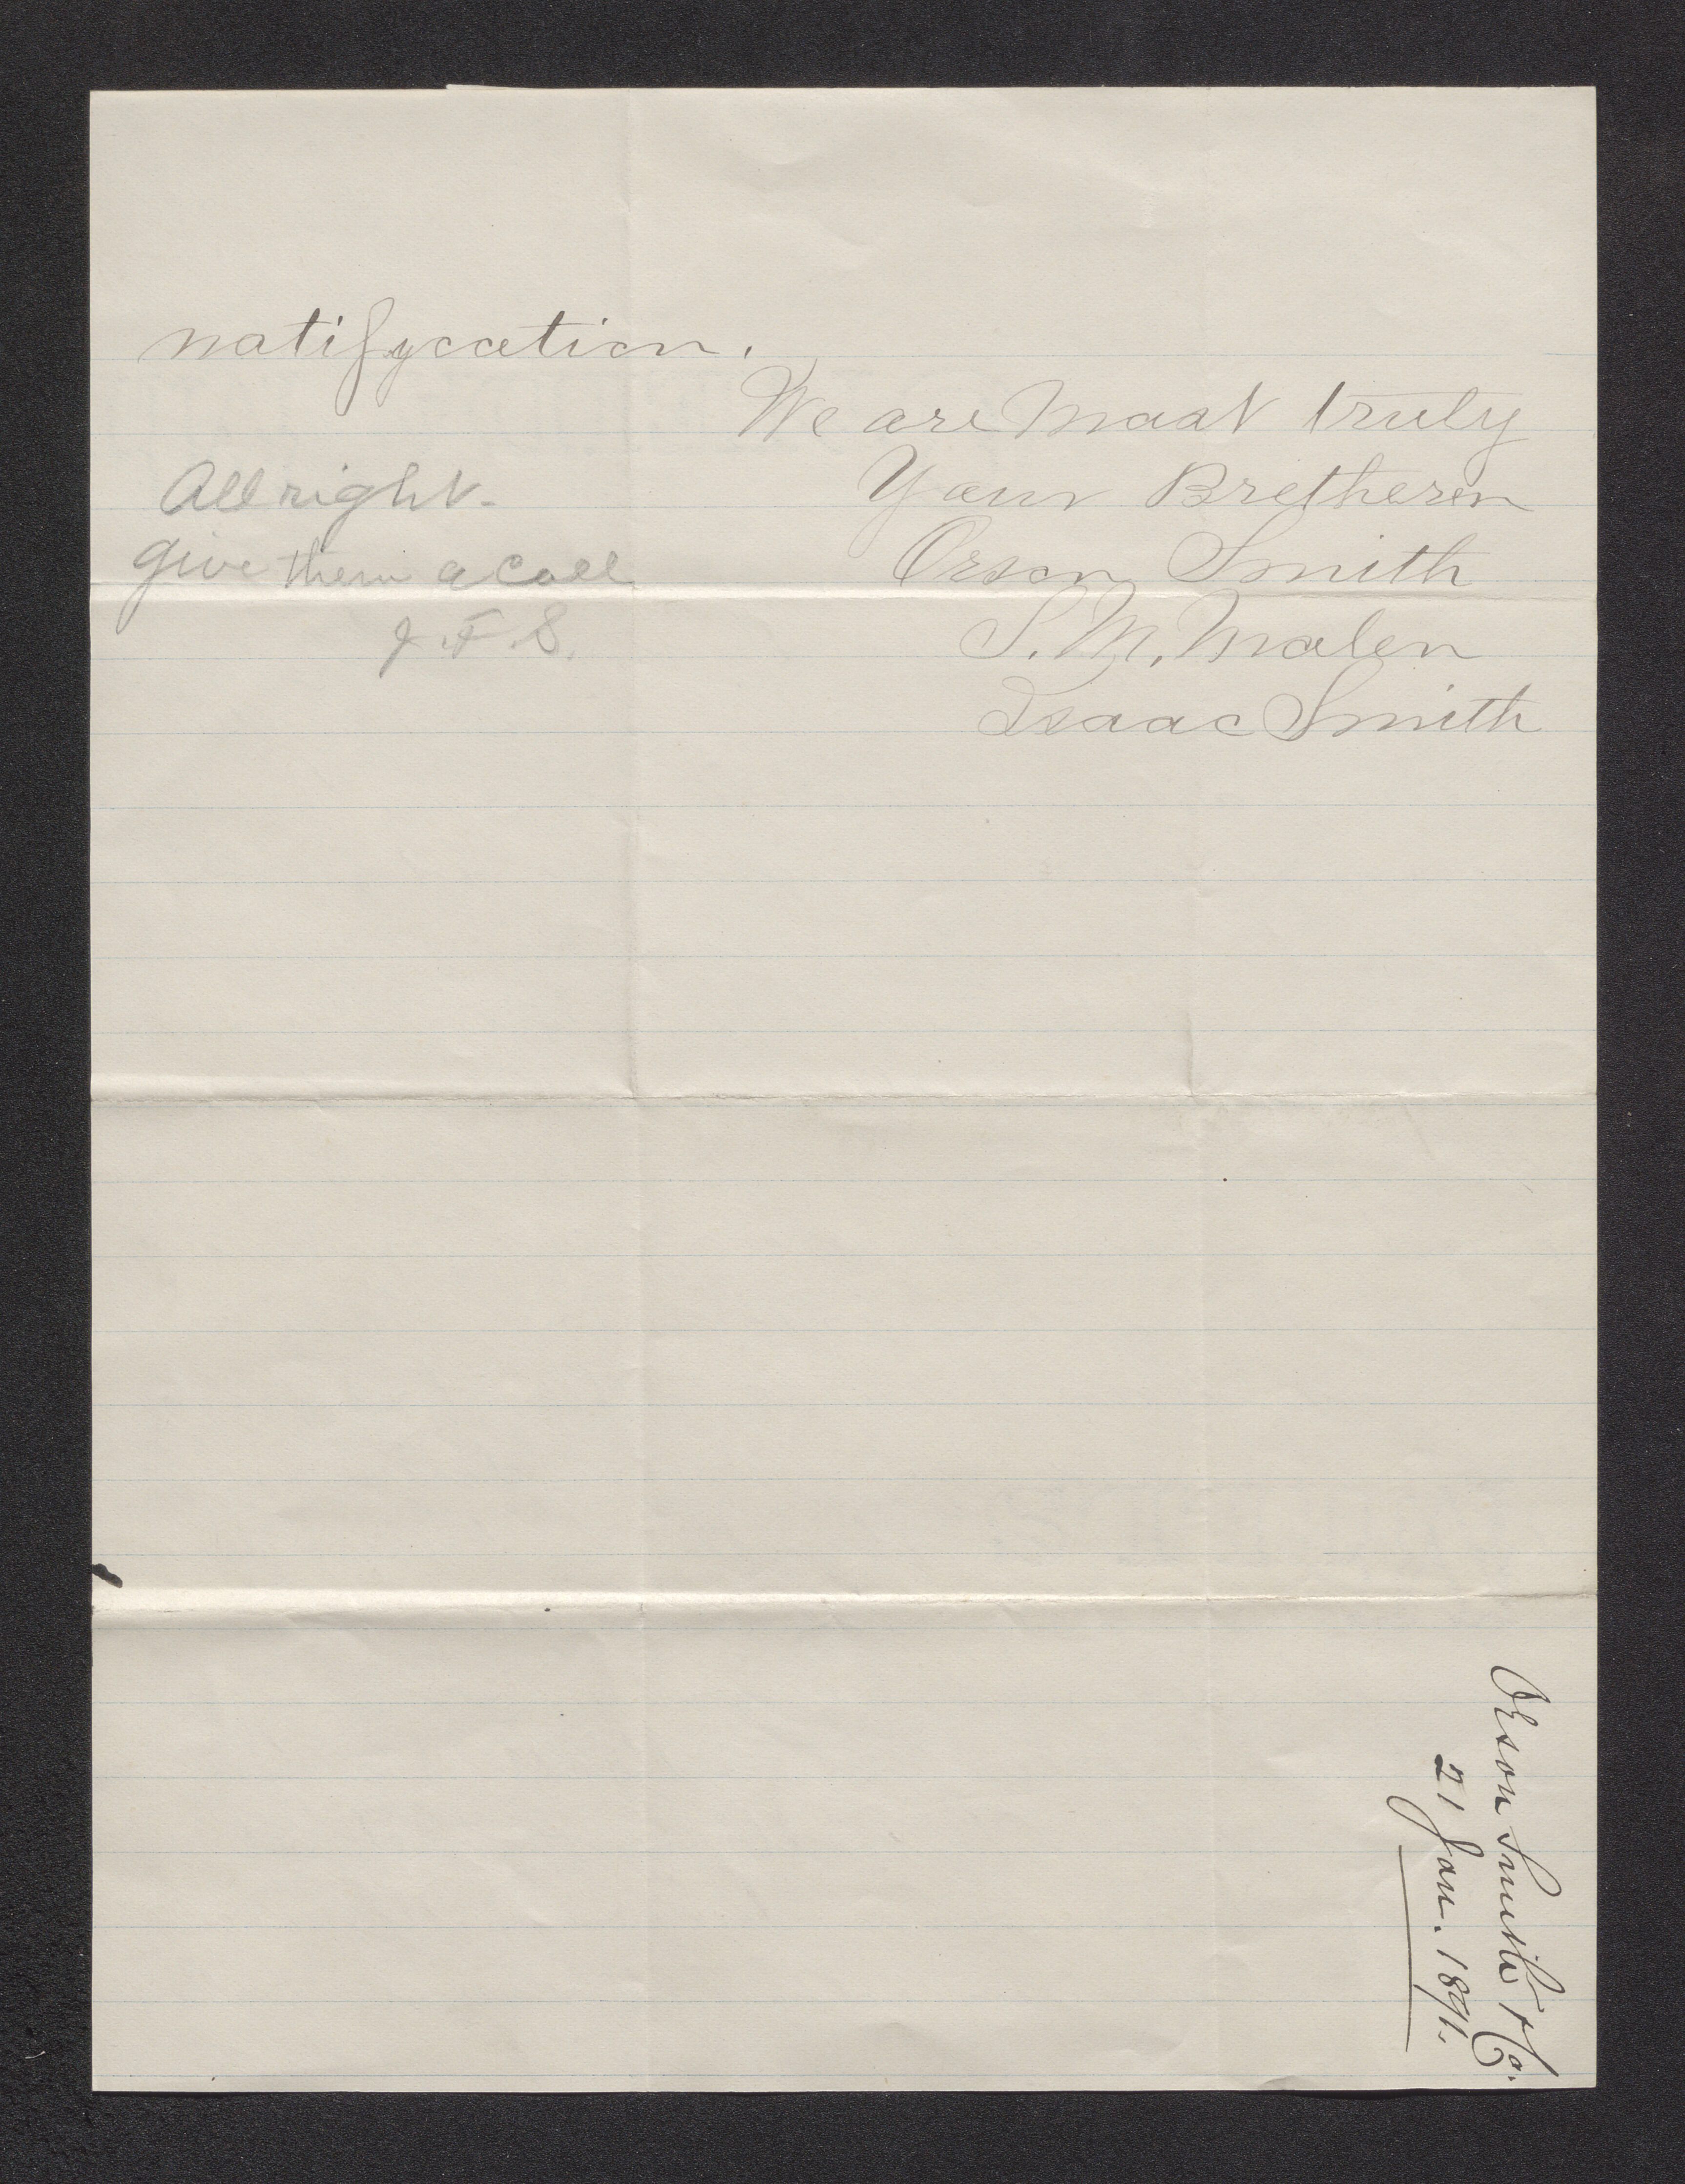 notifycation.
We are most truly
Your Bretheren
Orson Smith
S. M. Molen
Isaac Smith
All right.
give them a call
J. F. S.
Orson Smith & Co.
21 Jan. 1891.